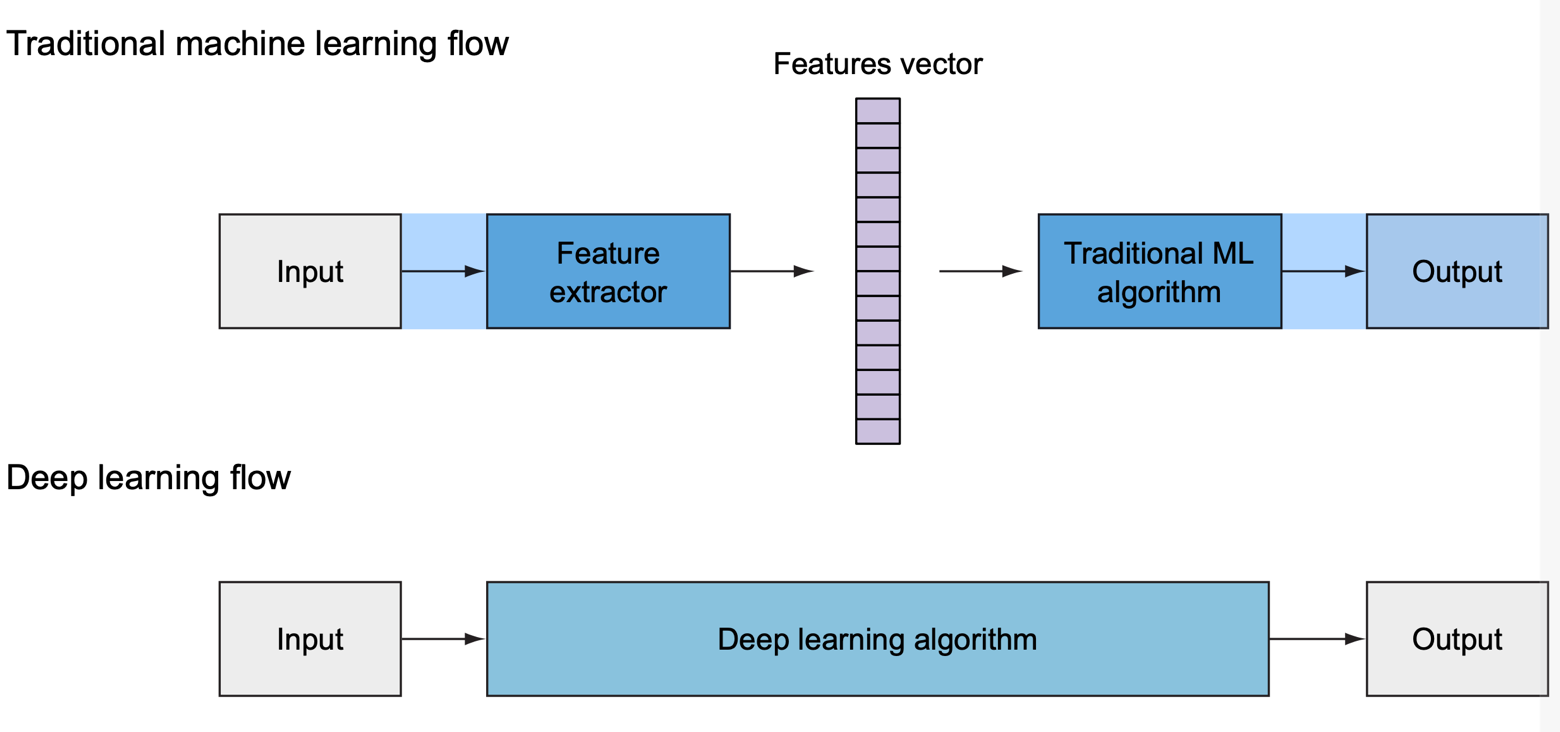 Traditional machine learning flow
Features vector
Input
Feature
extractor
Traditional ML
algorithm
Output
Deep learning flow
Input
Deep learning algorithm
Output